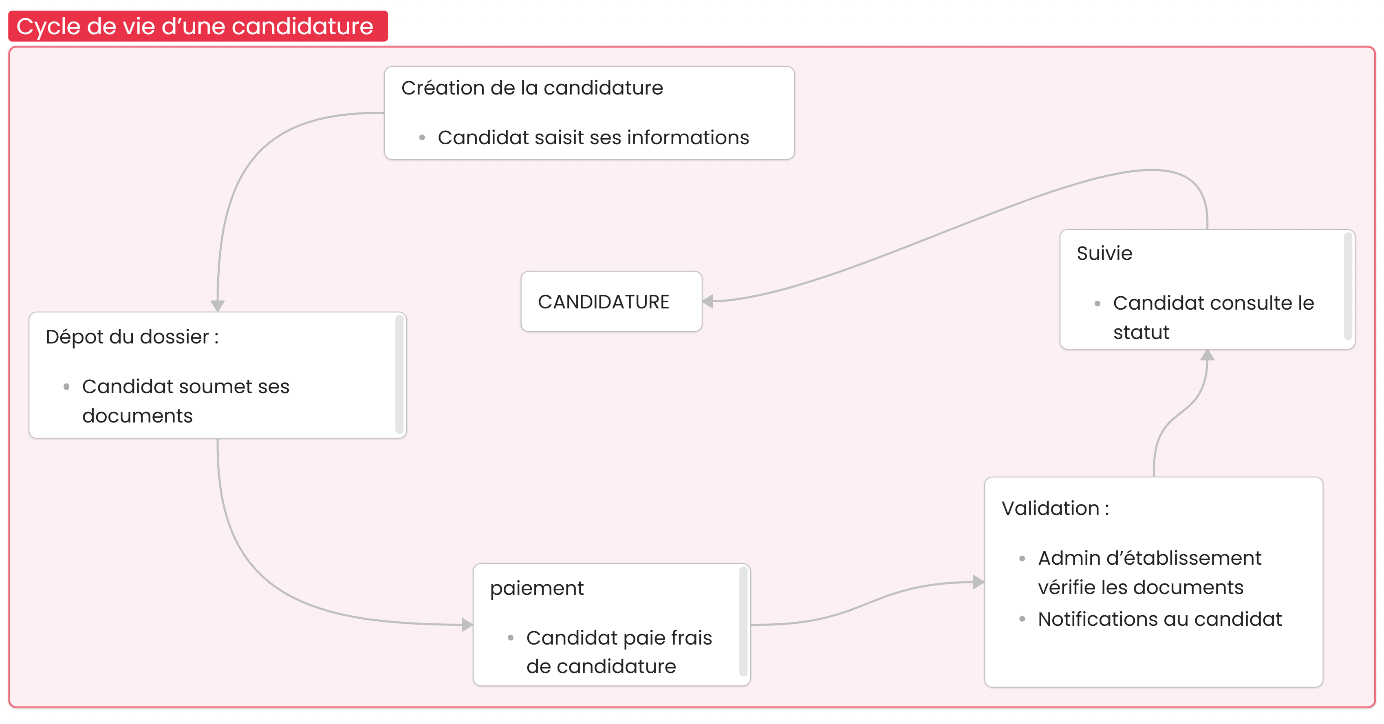 Cycle de vie d’une candidature
Création de la candidature
• Candidat saisit ses informations
Dépot du dossier :
• Candidat soumet ses
documents
paiement
• Candidat paie frais
de candidature
Validation :
• Admin d’établissement
vérifie les documents
• Notifications au candidat
Suivie
• Candidat consulte le
statut
CANDIDATURE